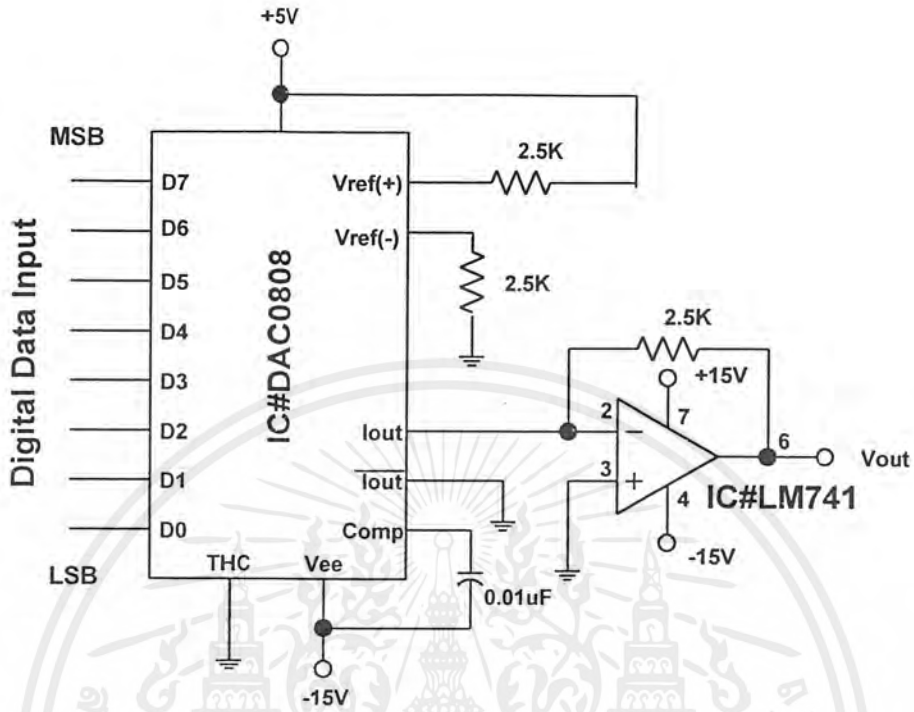 +5V
MSB
2.5K
D7
Vref(+)
D6
Vref(-)
Digital Data Input
IC#DAC0808
D5
2.5K
D4
2.5K
D3
+15V
D2
Iout
2
7
6
Vout
D1
Iout
3
4
IC#LM741
D0
Comp
-15V
LSB
THC
Vee
0.01uF
-15V